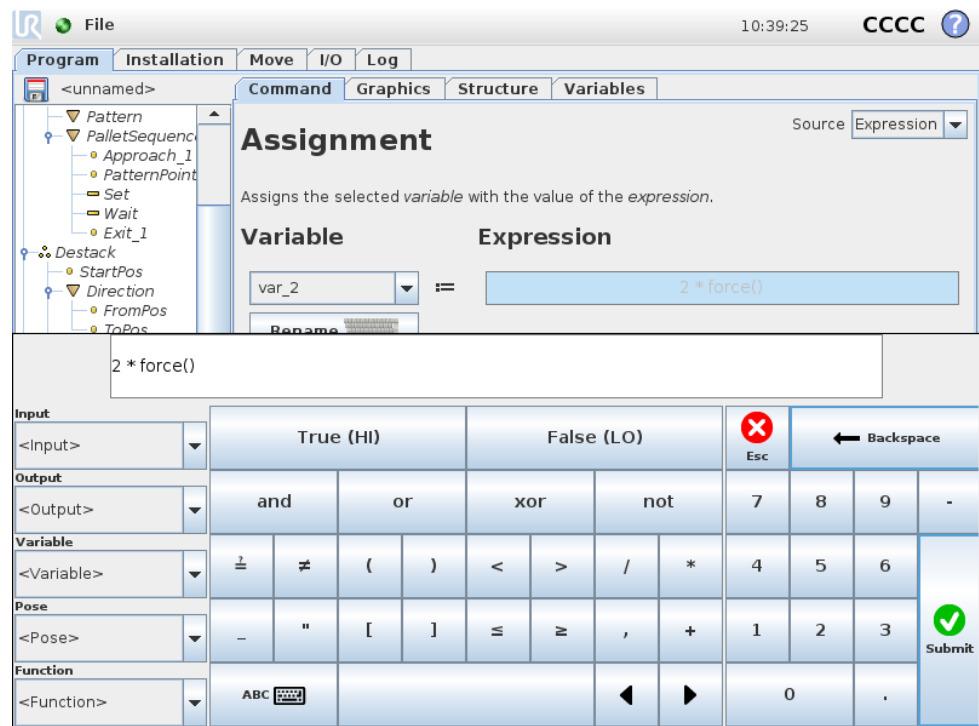 UR File 10:39:25 CCCC ?
Program Installation Move I/O Log
<unnamed> Command Graphics Structure Variables
Pattern
PalletSequenc
Approach_1
PatternPoint
Set
Wait
Exit_1
Destack
StartPos
Direction
FromPos
ToPos
Source Expression
Assignment
Assigns the selected variable with the value of the expression.
Variable Expression
var_2 := 2 * force()
Rename
2 * force()
Input
<Input>
Output
<Output>
Variable
<Variable>
Pose
<Pose>
Function
<Function>
True (HI) False (LO) Esc Backspace
and or xor not 7 8 9 -
≟ ≠ ( ) < > / * 4 5 6
_ " [ ] ≤ ≥ , + 1 2 3 Submit
ABC 0 .